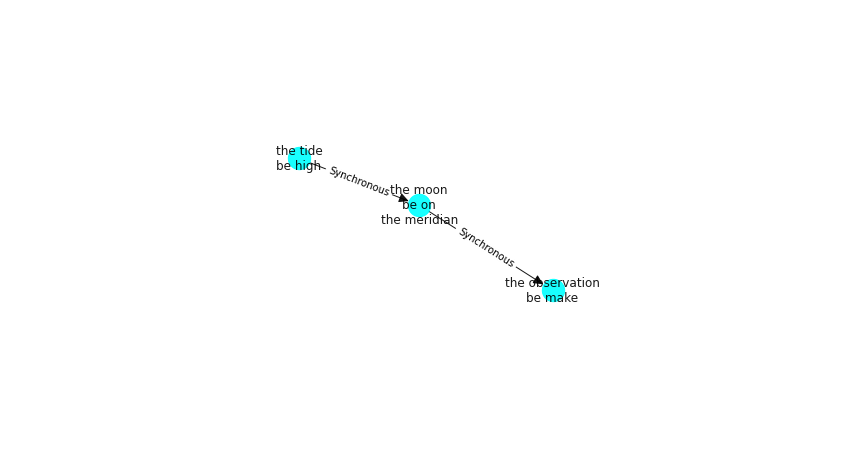 the tide
be high
Synchronous
the moon
be on
the meridian
Synchronous
the observation
be make